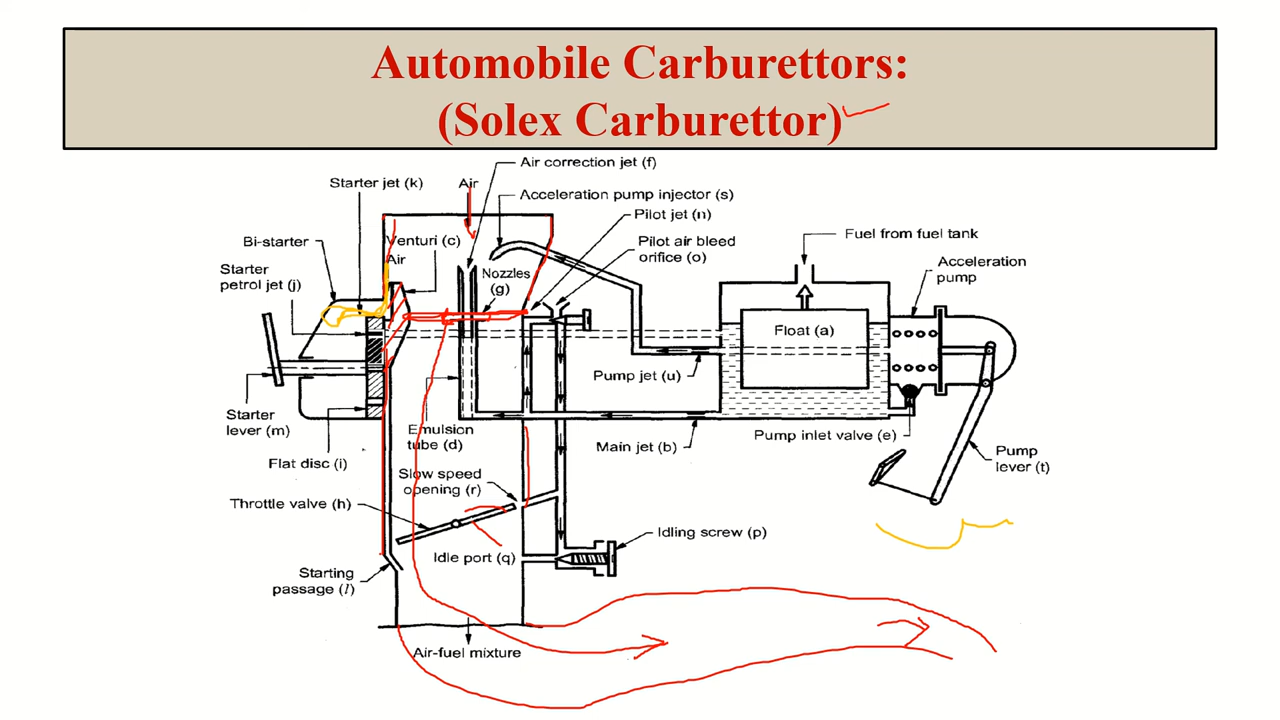 Automobile Carburettors:
(Solex Carburettor)
Air correction jet (f)
Starter jet (k)
Air
Acceleration pump injector (s)
Pilot jet (n)
Bi-starter
Venturi (c)
Pilot air bleed
orifice (o)
Fuel from fuel tank
Air
Starter
petrol jet (j)
Nozzles
(g)
Acceleration
pump
Float (a)
Pump jet (u)
Starter
lever (m)
Emulsion
tube (d)
Main jet (b)
Pump inlet valve (e)
Flat disc (i)
Pump
lever (t)
Slow speed
opening (r)
Throttle valve (h)
Idle port (q)
Idling screw (p)
Starting
passage (l)
Air-fuel mixture